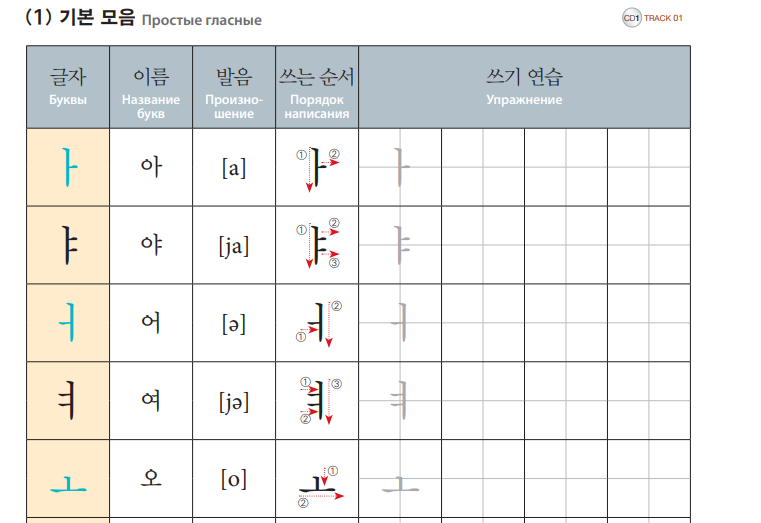 (1) 기본 모음 Простые гласные
CD1 TRACK 01
글자 이름 발음 쓰는 순서 쓰기 연습
Буквы Название букв Произно-шение Порядок написания Упражнение
ㅏ 아 [a] ① ② ㅏ
ㅑ 야 [ja] ① ② ③ ㅑ
ㅓ 어 [ə] ① ② ㅓ
ㅕ 여 [jə] ① ② ③ ㅕ
ㅗ 오 [o] ① ② ㅗ